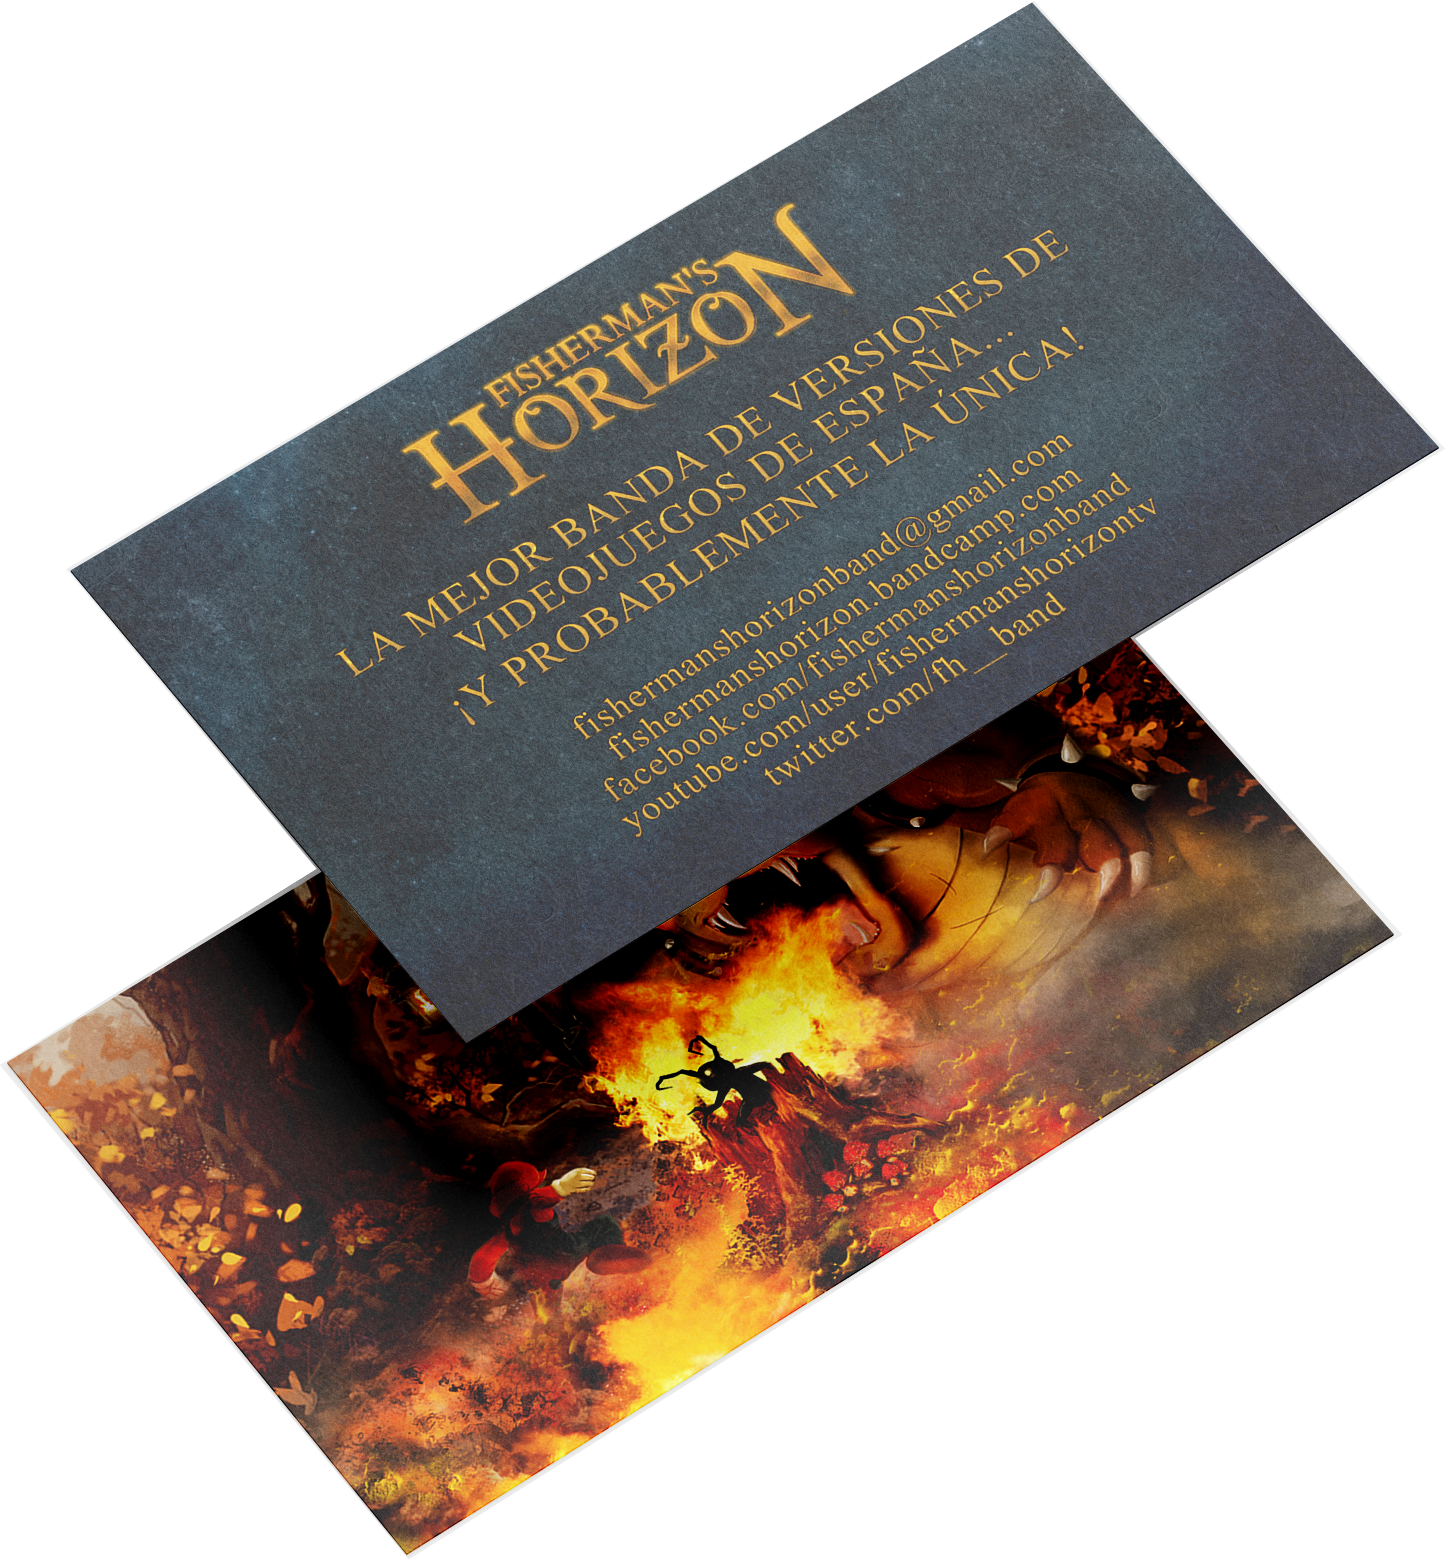 FISHERMAN'S
HORIZON
LA MEJOR BANDA DE VERSIONES DE
VIDEOJUEGOS DE ESPAÑA...
¡Y PROBABLEMENTE LA ÚNICA!
fishermanshorizonband@gmail.com
fishermanshorizon.bandcamp.com
facebook.com/fishermanshorizonband
youtube.com/user/fishermanshorizontv
twitter.com/fh_band